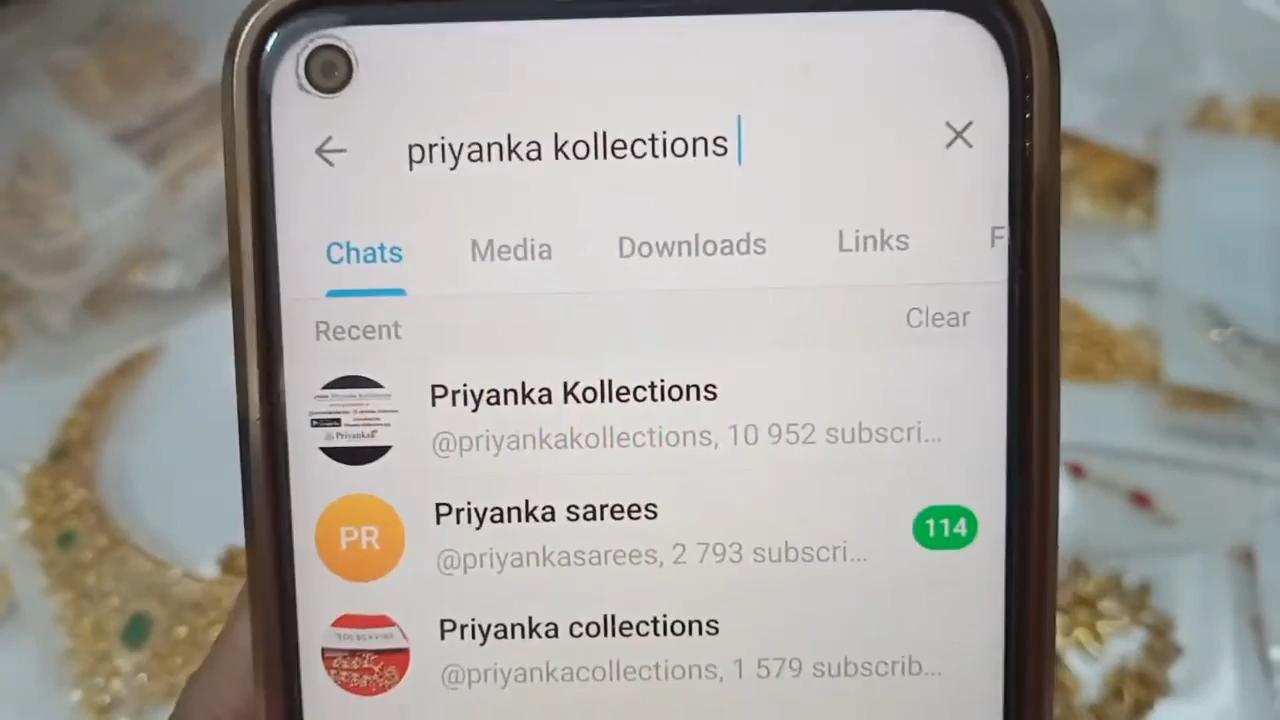 priyanka kollections
Chats Media Downloads Links F
Recent Clear
Priyanka Kollections
@priyankakollections, 10 952 subscri...
PR
Priyanka sarees
@priyankasarees, 2 793 subscri...
114
Priyanka collections
@priyankacollections, 1 579 subscrib...